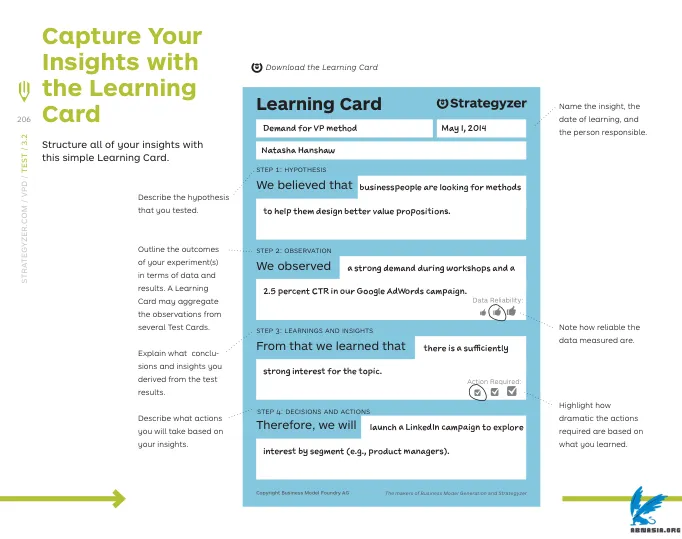 Capture Your
Insights with
the Learning
Card
206
STRATEGYZER.COM / VPD / TEST / 3.2
Structure all of your insights with
this simple Learning Card.
Download the Learning Card
Learning Card
Strategyzer
Demand for VP method
May 1, 2014
Natasha Hanshaw
STEP 1: HYPOTHESIS
We believed that businesspeople are looking for methods
to help them design better value propositions.
STEP 2: OBSERVATION
We observed a strong demand during workshops and a
2.5 percent CTR in our Google AdWords campaign.
Data Reliability:
STEP 3: LEARNINGS AND INSIGHTS
From that we learned that there is a sufficiently
strong interest for the topic.
Action Required:
STEP 4: DECISIONS AND ACTIONS
Therefore, we will launch a LinkedIn campaign to explore
interest by segment (e.g., product managers).
Copyright Business Model Foundry AG
The makers of Business Model Generation and Strategyzer
Describe the hypothesis
that you tested.
Outline the outcomes
of your experiment(s)
in terms of data and
results. A Learning
Card may aggregate
the observations from
several Test Cards.
Explain what conclu-
sions and insights you
derived from the test
results.
Describe what actions
you will take based on
your insights.
Name the insight, the
date of learning, and
the person responsible.
Note how reliable the
data measured are.
Highlight how
dramatic the actions
required are based on
what you learned.
ABMASIA.ORG